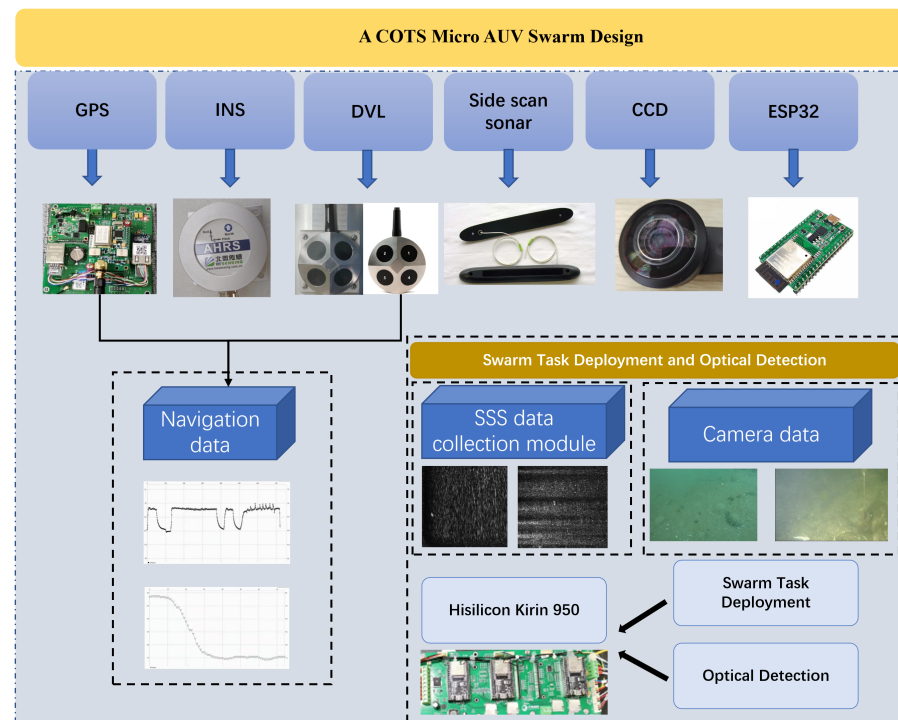 A COTS Micro AUV Swarm Design
GPS
INS
DVL
Side scan
sonar
CCD
ESP32
AHRS
Swarm Task Deployment and Optical Detection
Navigation
data
SSS data
collection module
Camera data
Hisilicon Kirin 950
Swarm Task
Deployment
Optical Detection